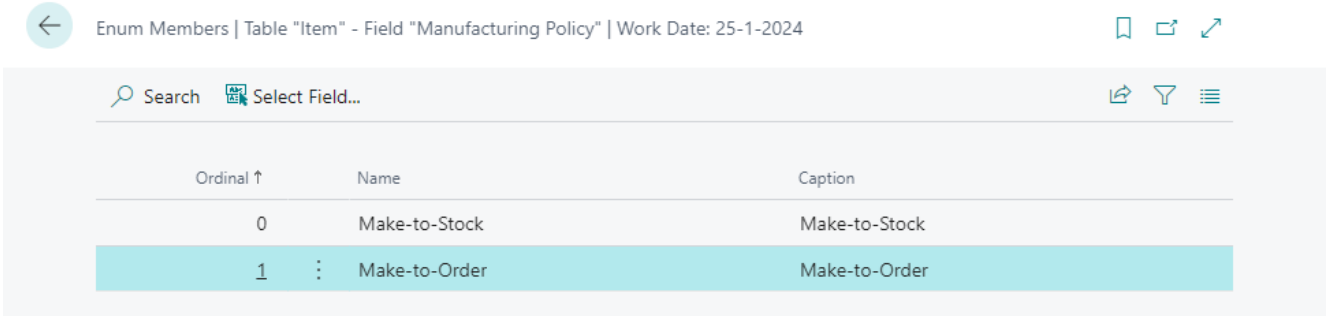 Enum Members | Table "Item" - Field "Manufacturing Policy" | Work Date: 25-1-2024
Search Select Field...
Ordinal ↑ Name Caption
0 Make-to-Stock Make-to-Stock
1 Make-to-Order Make-to-Order